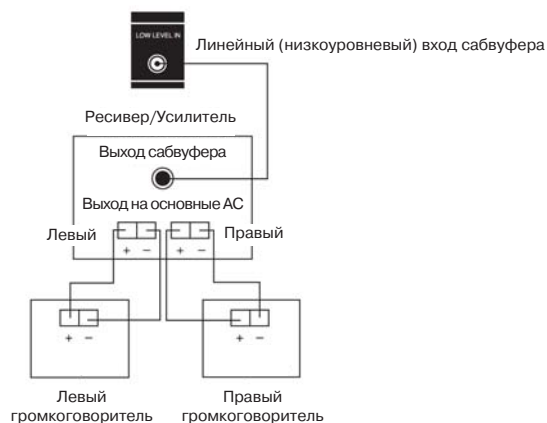 LOW LEVEL IN
Линейный (низкоуровневый) вход сабвуфера
Ресивер/Усилитель
Выход сабвуфера
Выход на основные АС
Левый
Правый
+ − + −
+ − + −
Левый громкоговоритель
Правый громкоговоритель